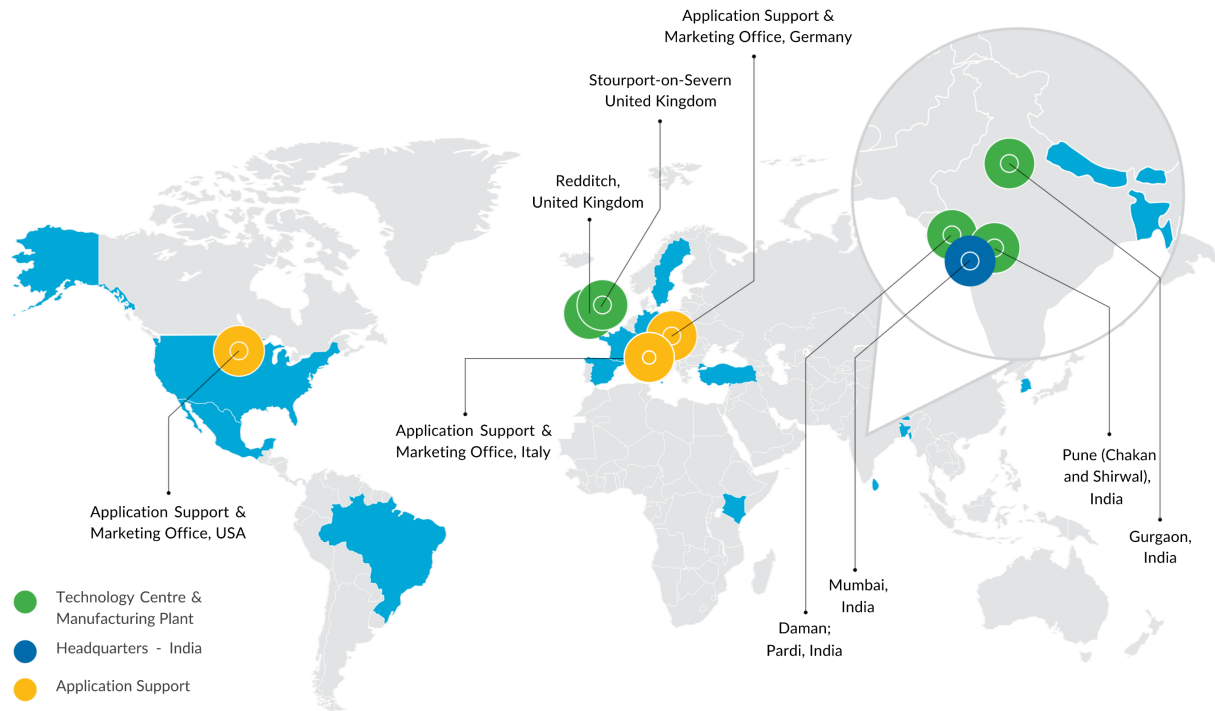 Application Support &
Marketing Office, Germany
Stourport-on-Severn
United Kingdom
Redditch,
United Kingdom
Application Support &
Marketing Office, Italy
Application Support &
Marketing Office, USA
Pune (Chakan
and Shirwal),
India
Gurgaon,
India
Mumbai,
India
Daman;
Pardi, India
Technology Centre &
Manufacturing Plant
Headquarters - India
Application Support